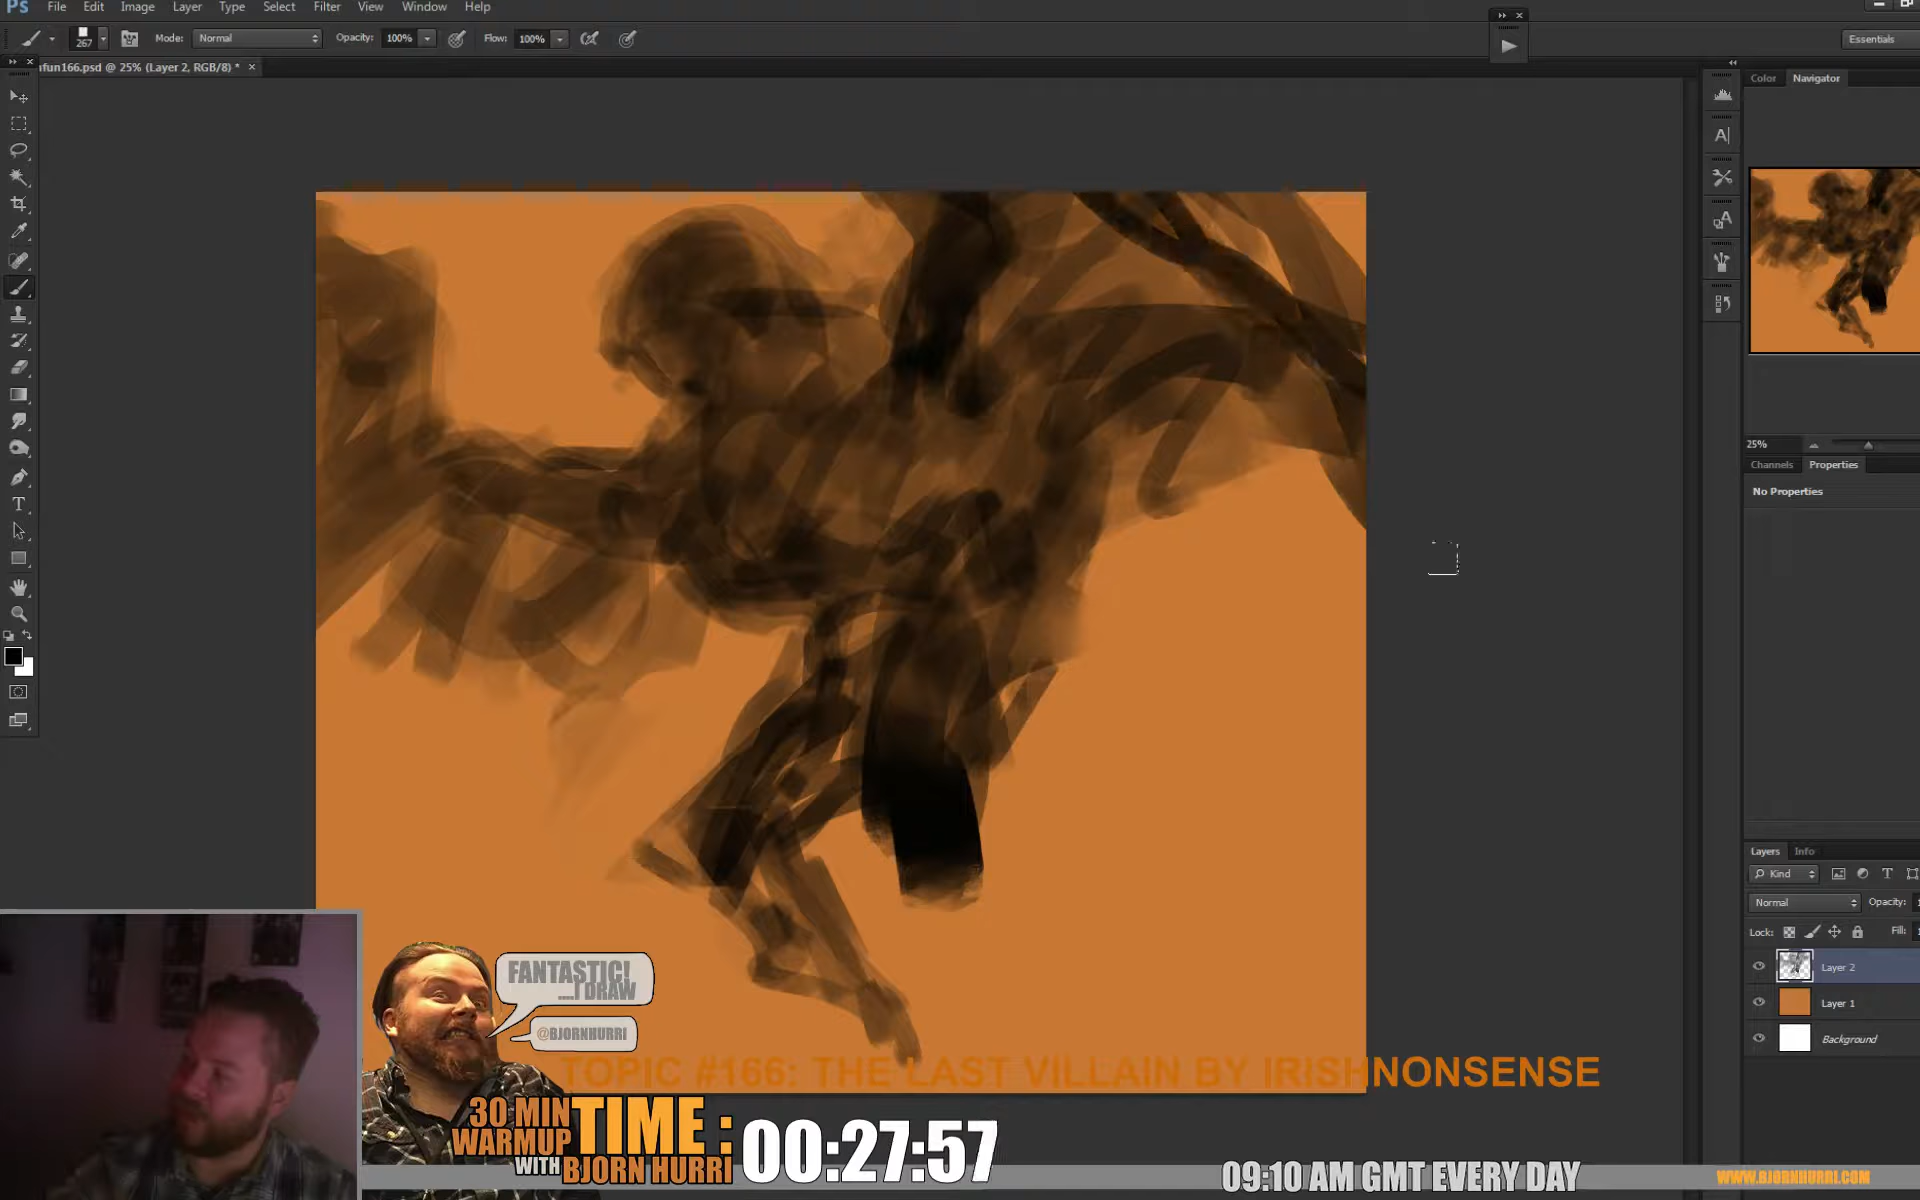 Ps File Edit Image Layer Type Select Filter View Window Help
267 Mode: Normal Opacity: 100% Flow: 100% Essentials
fun166.psd @ 25% (Layer 2, RGB/8) * ×
Color Navigator
25%
Channels Properties
No Properties
Layers Info
Kind
Normal Opacity:
Lock: Fill:
Layer 2
Layer 1
Background
FANTASTIC!
....I DRAW
@BJORNHURRI
TOPIC #166: THE LAST VILLAIN BY IRISHNONSENSE
30 MIN
WARMUP
WITH BJORN HURRI
TIME : 00:27:57
09:10 AM GMT EVERY DAY
WWW.BJORNHURRI.COM